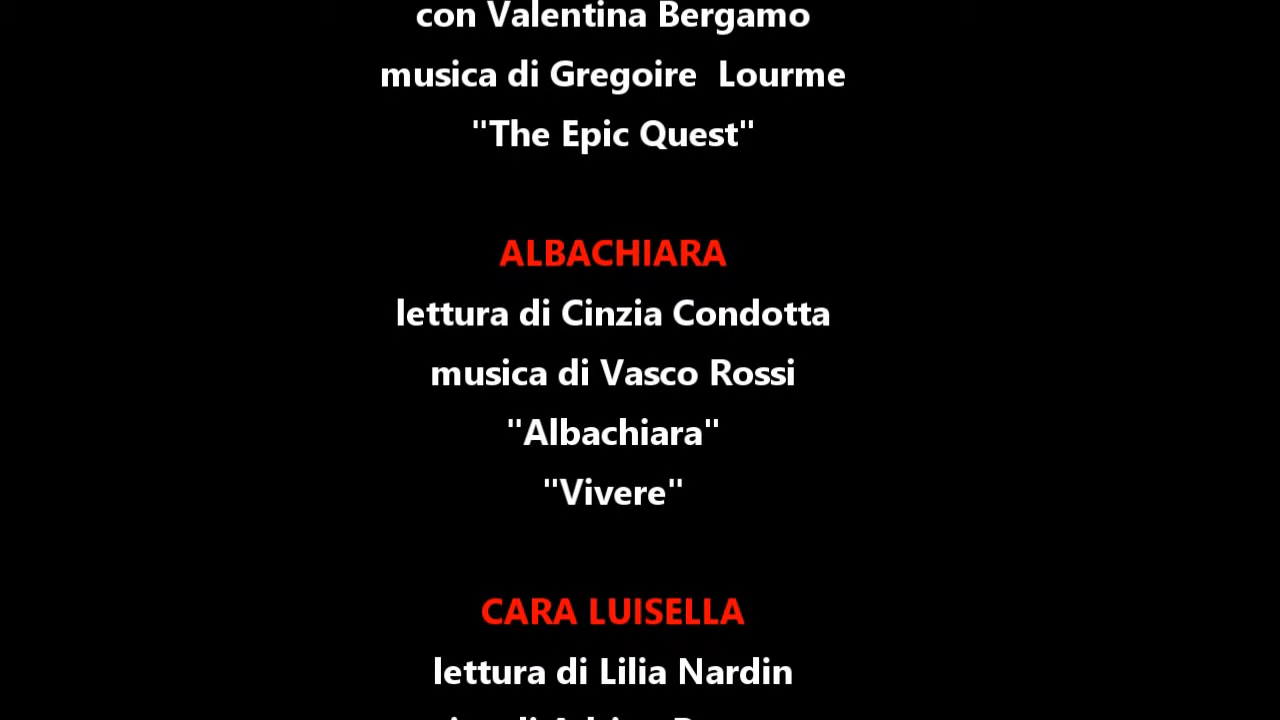 con Valentina Bergamo
musica di Gregoire  Lourme
"The Epic Quest"
ALBACHIARA
lettura di Cinzia Condotta
musica di Vasco Rossi
"Albachiara"
"Vivere"
CARA LUISELLA
lettura di Lilia Nardin